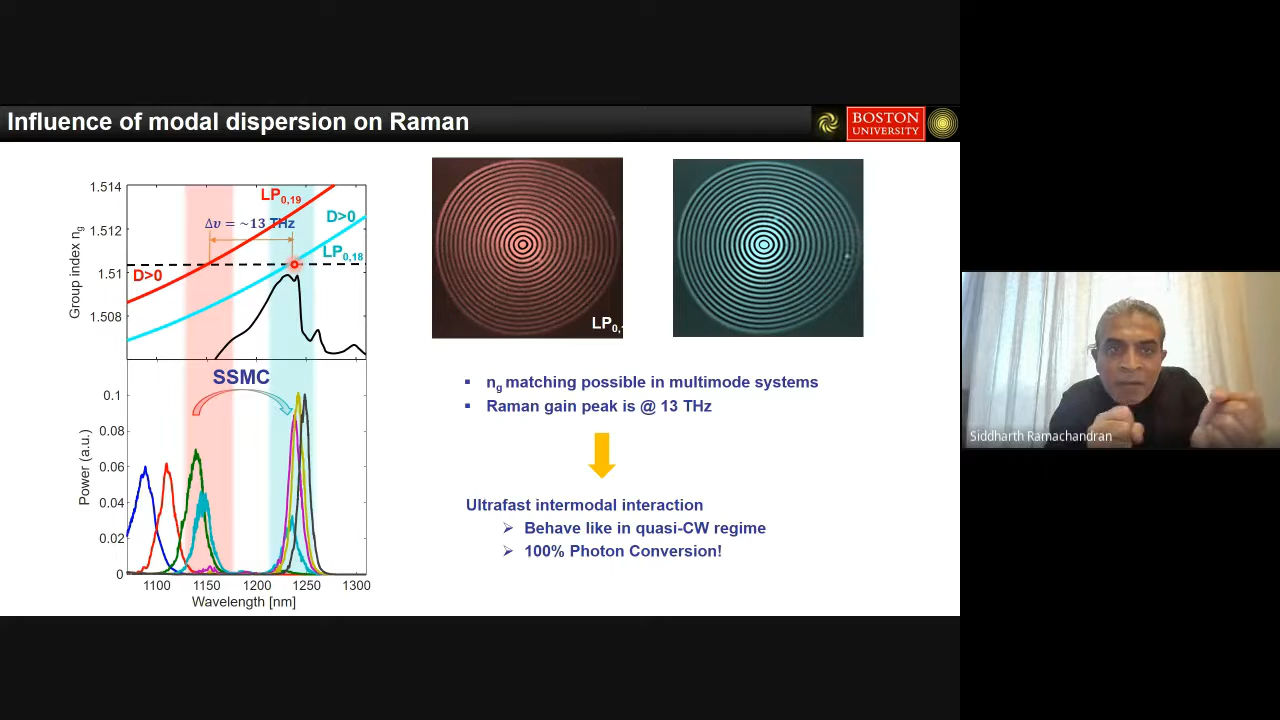 Influence of modal dispersion on Raman
BOSTON
UNIVERSITY
1.514
1.512
1.51
1.508
Group index ng
LP0,19
Δυ = ~13 THz
D>0
LP0,18
D>0
SSMC
0.1
0.08
0.06
0.04
0.02
0
Power (a.u.)
1100 1150 1200 1250 1300
Wavelength [nm]
LP0,
▪ ng matching possible in multimode systems
▪ Raman gain peak is @ 13 THz
Ultrafast intermodal interaction
➢ Behave like in quasi-CW regime
➢ 100% Photon Conversion!
Siddharth Ramachandran